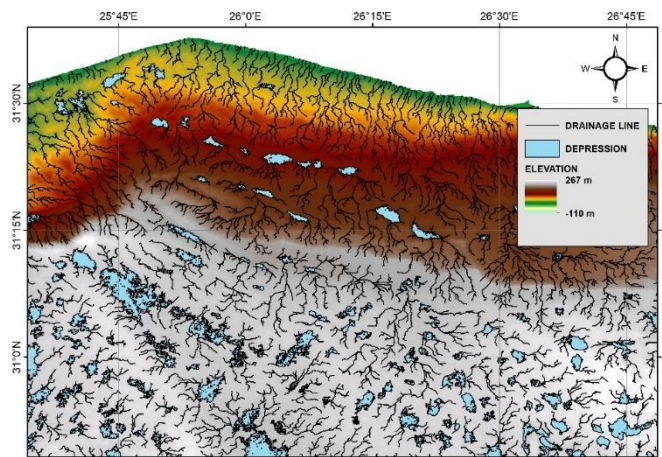 25°45' 26°0' 26°15' 26°30' 26°45'
N
W E
S
31°30'
DRAINAGE LINE
DEPRESSION
ELEVATION
267 m
-110 m
31°15'
31°0'